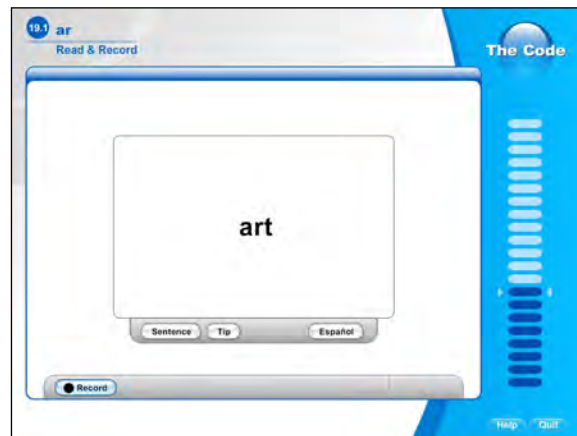 19.1 ar
Read & Record
The Code
art
Sentence Tip Español
Record
Help Quit